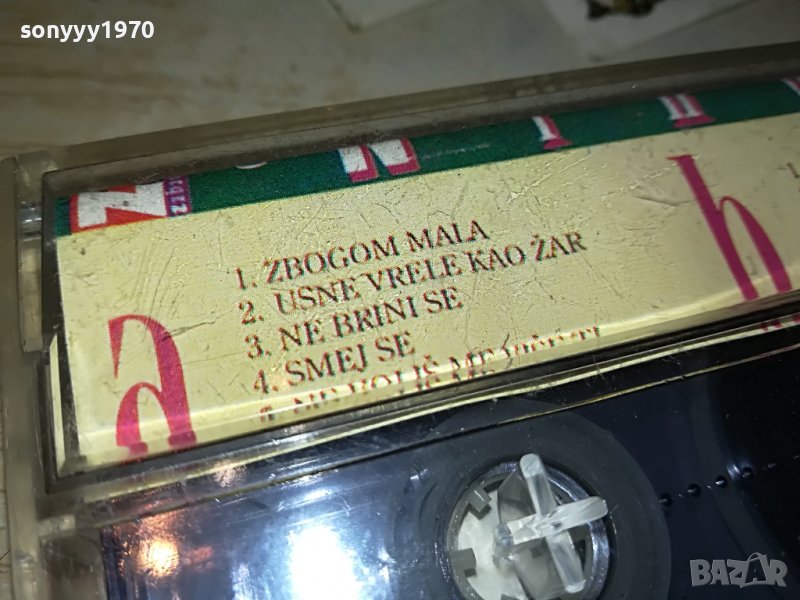 sonyyy1970
a
1. ZBOGOM MALA
2. USNE VRELE KAO ŽAR
3. NE BRINI SE
4. SMEJ SE
b
BAZAR